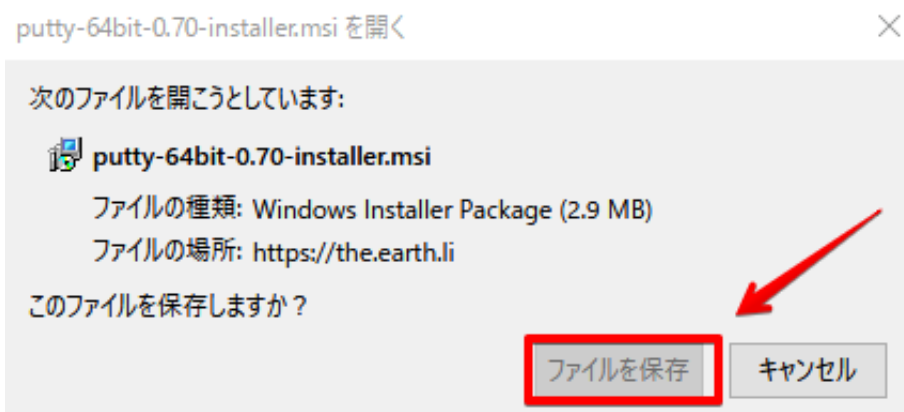 putty-64bit-0.70-installer.msi を開く
次のファイルを開こうとしています:
putty-64bit-0.70-installer.msi
ファイルの種類: Windows Installer Package (2.9 MB)
ファイルの場所: https://the.earth.li
このファイルを保存しますか？
ファイルを保存 キャンセル